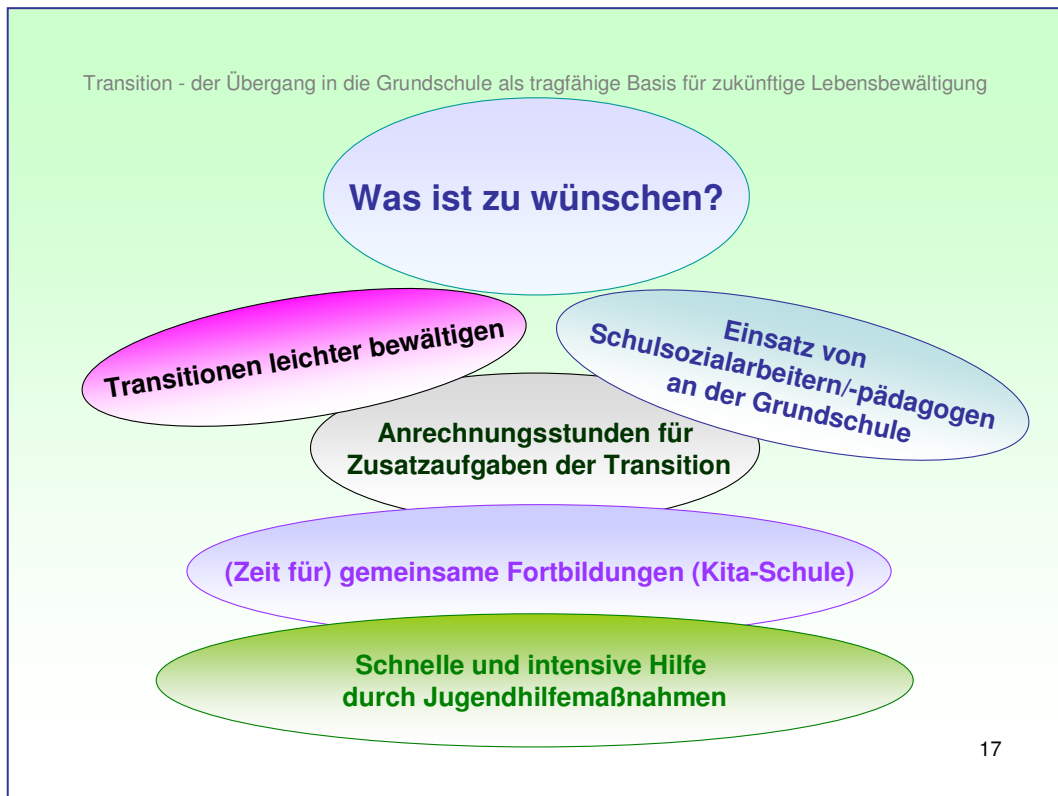 Transition - der Übergang in die Grundschule als tragfähige Basis für zukünftige Lebensbewältigung
Was ist zu wünschen?
Transitionen leichter bewältigen
Einsatz von
Schulsozialarbeitern/-pädagogen
an der Grundschule
Anrechnungsstunden für
Zusatzaufgaben der Transition
(Zeit für) gemeinsame Fortbildungen (Kita-Schule)
Schnelle und intensive Hilfe
durch Jugendhilfemaßnahmen
17